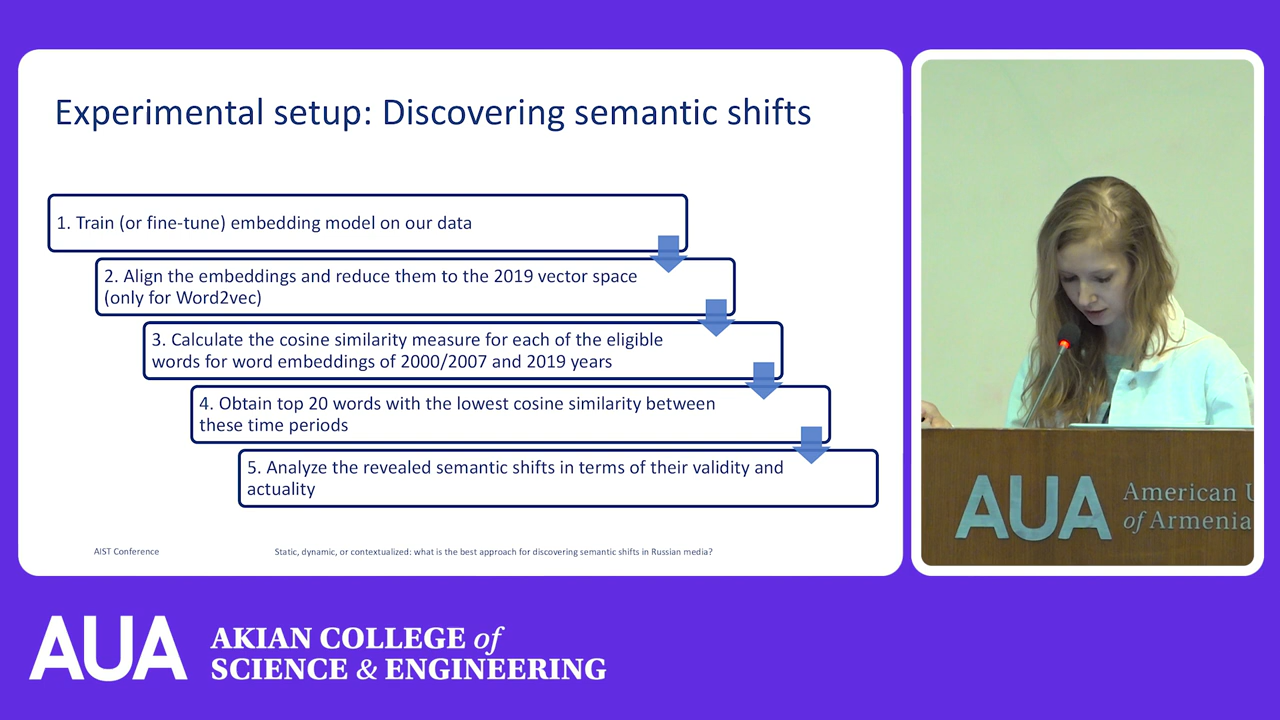 Experimental setup: Discovering semantic shifts
1. Train (or fine-tune) embedding model on our data
2. Align the embeddings and reduce them to the 2019 vector space
(only for Word2vec)
3. Calculate the cosine similarity measure for each of the eligible
words for word embeddings of 2000/2007 and 2019 years
4. Obtain top 20 words with the lowest cosine similarity between
these time periods
5. Analyze the revealed semantic shifts in terms of their validity and
actuality
AIST Conference
Static, dynamic, or contextualized: what is the best approach for discovering semantic shifts in Russian media?
AUA
American U
of Armenia
AUA
AKIAN COLLEGE of
SCIENCE & ENGINEERING